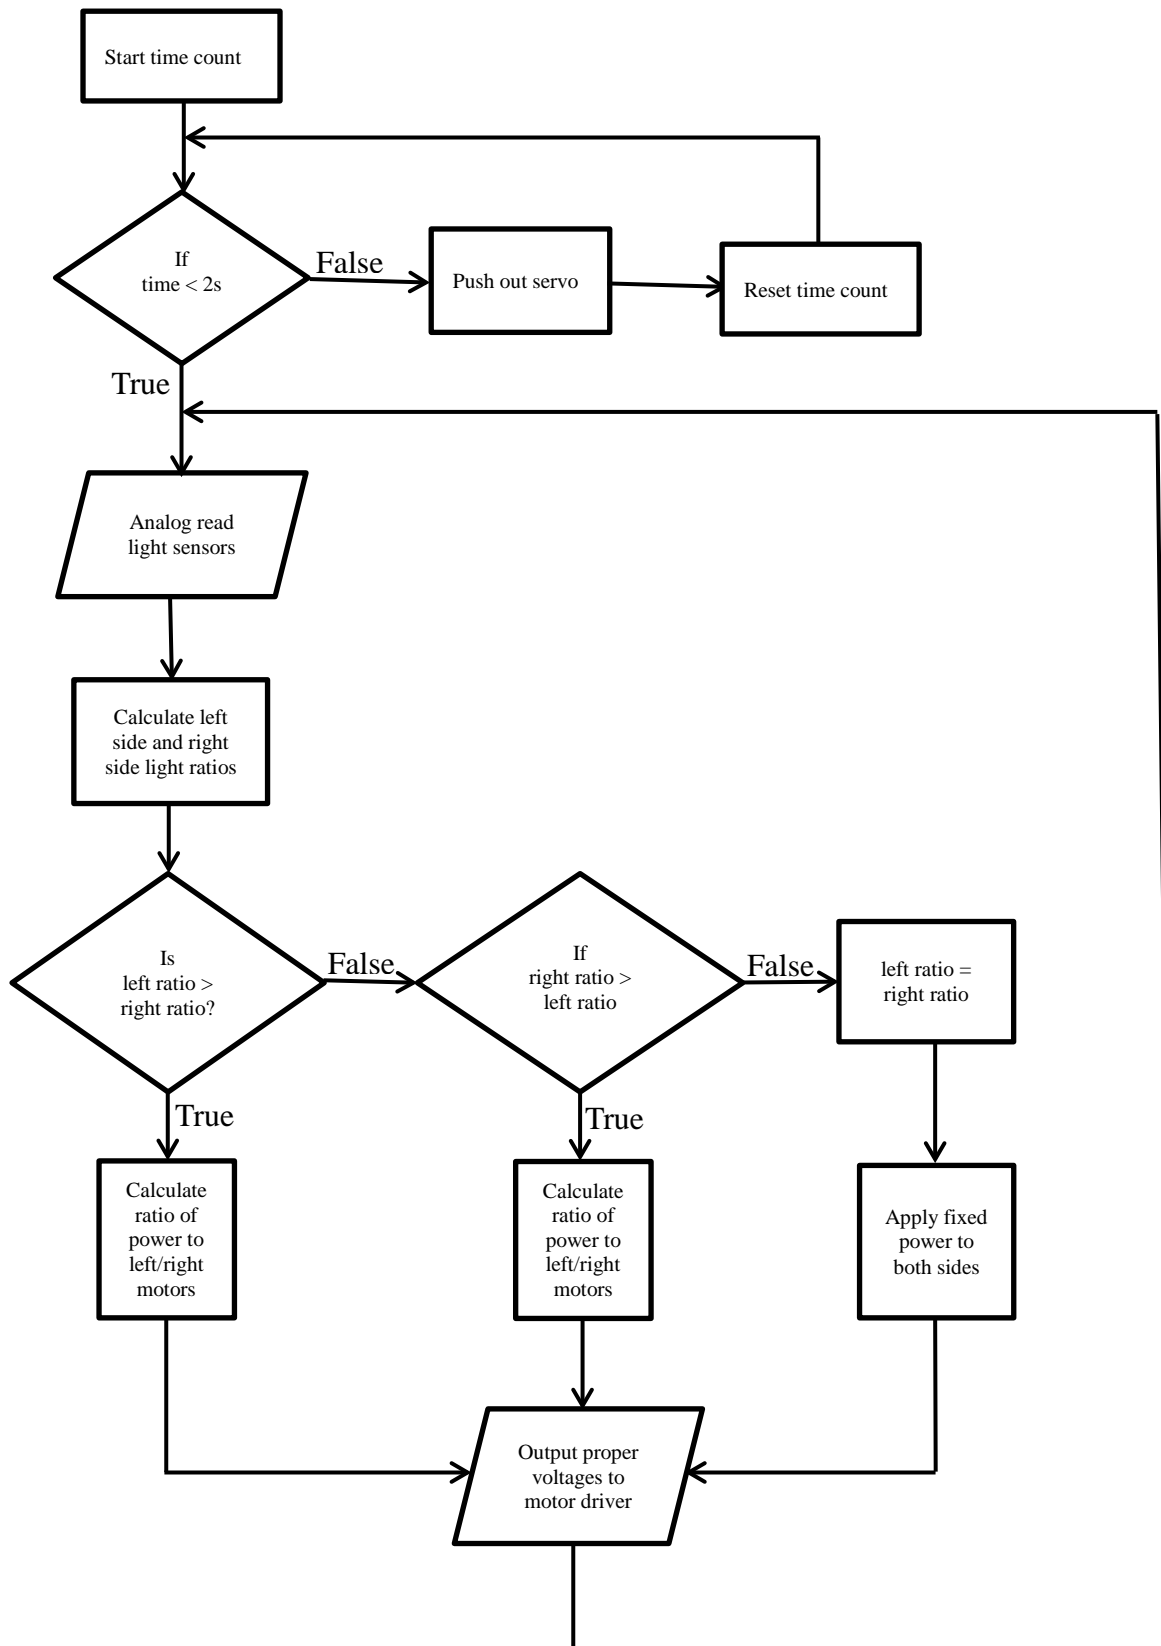 Start time count
If
time < 2s
False
Push out servo
Reset time count
True
Analog read
light sensors
Calculate left
side and right
side light ratios
Is
left ratio >
right ratio?
False
If
right ratio >
left ratio
False
left ratio =
right ratio
True
True
Calculate
ratio of
power to
left/right
motors
Calculate
ratio of
power to
left/right
motors
Apply fixed
power to
both sides
Output proper
voltages to
motor driver